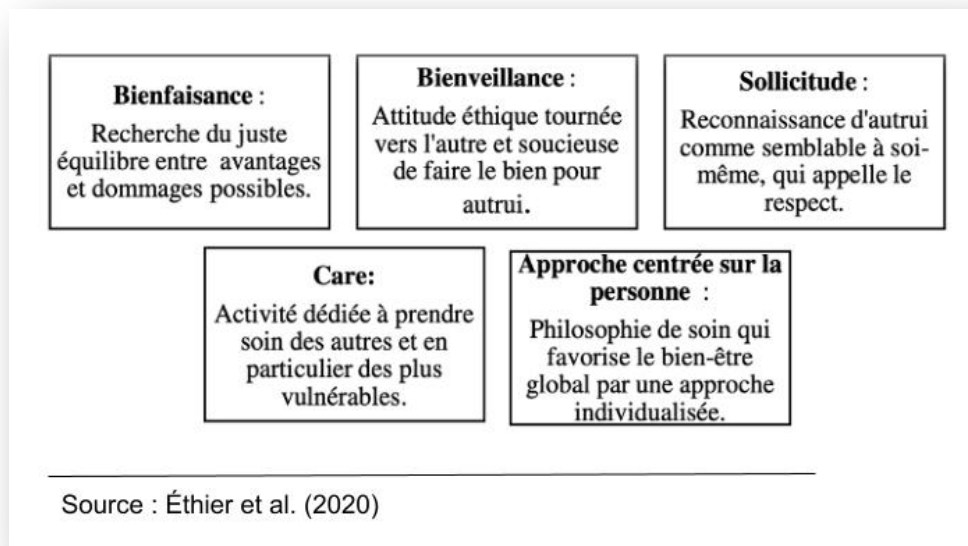 Bienfaisance :
Recherche du juste
équilibre entre avantages
et dommages possibles.
Bienveillance :
Attitude éthique tournée
vers l'autre et soucieuse
de faire le bien pour
autrui.
Sollicitude :
Reconnaissance d'autrui
comme semblable à soi-
même, qui appelle le
respect.
Care:
Activité dédiée à prendre
soin des autres et en
particulier des plus
vulnérables.
Approche centrée sur la
personne :
Philosophie de soin qui
favorise le bien-être
global par une approche
individualisée.
Source : Éthier et al. (2020)